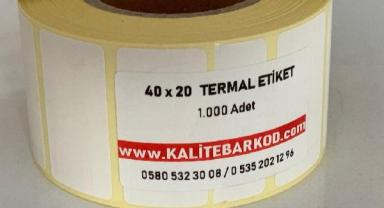 40 x 20 TERMAL ETİKET
1.000 Adet
www.KALİTEBARKOD.com
0580 532 30 08 / 0 535 202 12 96